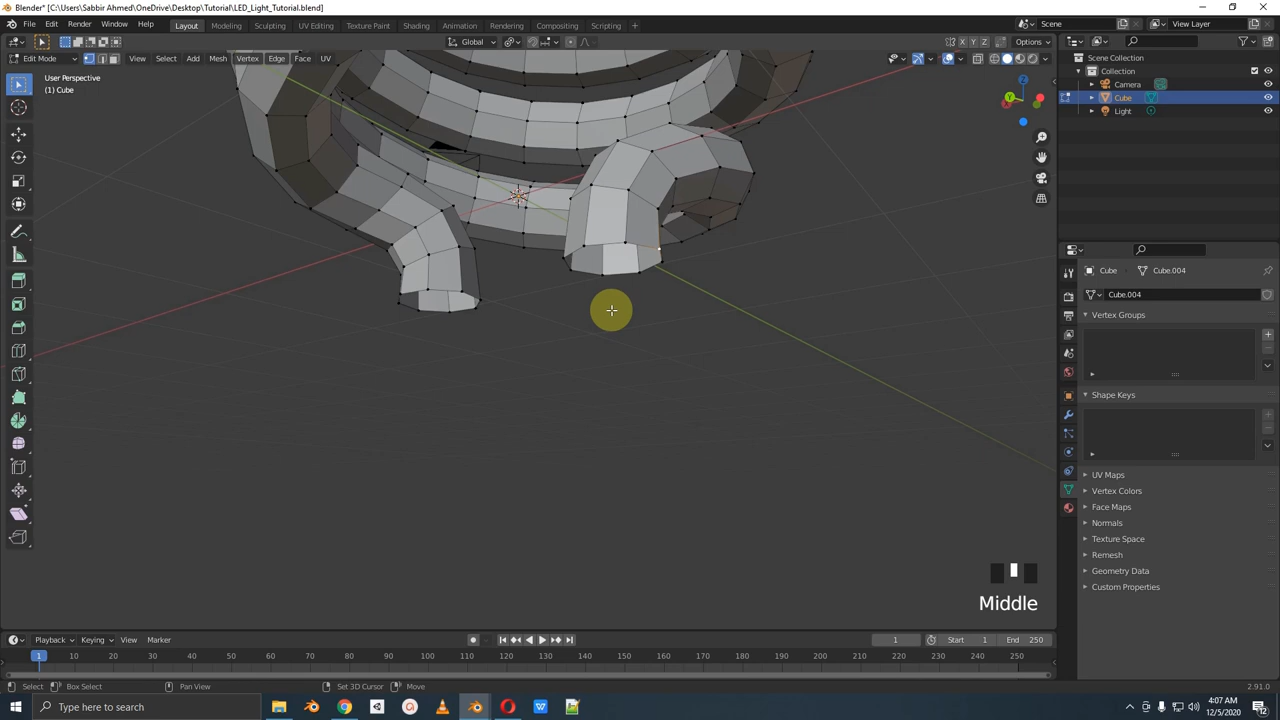 Blender* [C:\Users\Sabbir Ahmed\OneDrive\Desktop\Tutorial\LED_Light_Tutorial.blend]
File Edit Render Window Help Layout Modeling Sculpting UV Editing Texture Paint Shading Animation Rendering Compositing Scripting Scene View Layer
Global Options
Edit Mode View Select Add Mesh Vertex Edge Face UV X Y Z
User Perspective
(1) Cube
Z
Y
Scene Collection
Collection
Camera
Cube
Light
Cube Cube.004
Cube.004
Vertex Groups
Shape Keys
UV Maps
Vertex Colors
Face Maps
Normals
Texture Space
Remesh
Geometry Data
Custom Properties
Middle
Playback Keying View Marker 1 Start 1 End 250
1 10 20 30 40 50 60 70 80 90 100 110 120 130 140 150 160 170 180 190 200 210 220 230 240 250
Select Box Select Pan View Set 3D Cursor Move 2.91.0
Type here to search
4:07 AM
12/5/2020
12